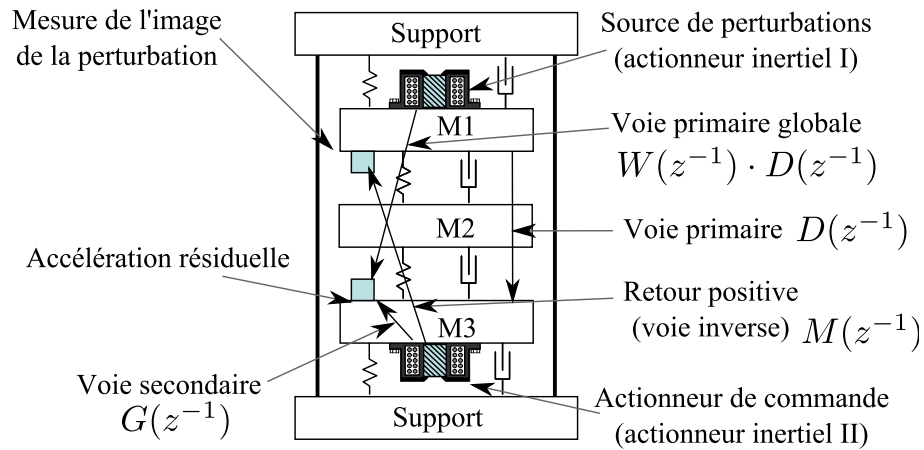 Mesure de l'image
de la perturbation
Support
Source de perturbations
(actionneur inertiel I)
M1
Voie primaire globale
W(z⁻¹) · D(z⁻¹)
M2
Voie primaire D(z⁻¹)
Accélération résiduelle
Retour positive
(voie inverse) M(z⁻¹)
M3
Voie secondaire
G(z⁻¹)
Support
Actionneur de commande
(actionneur inertiel II)